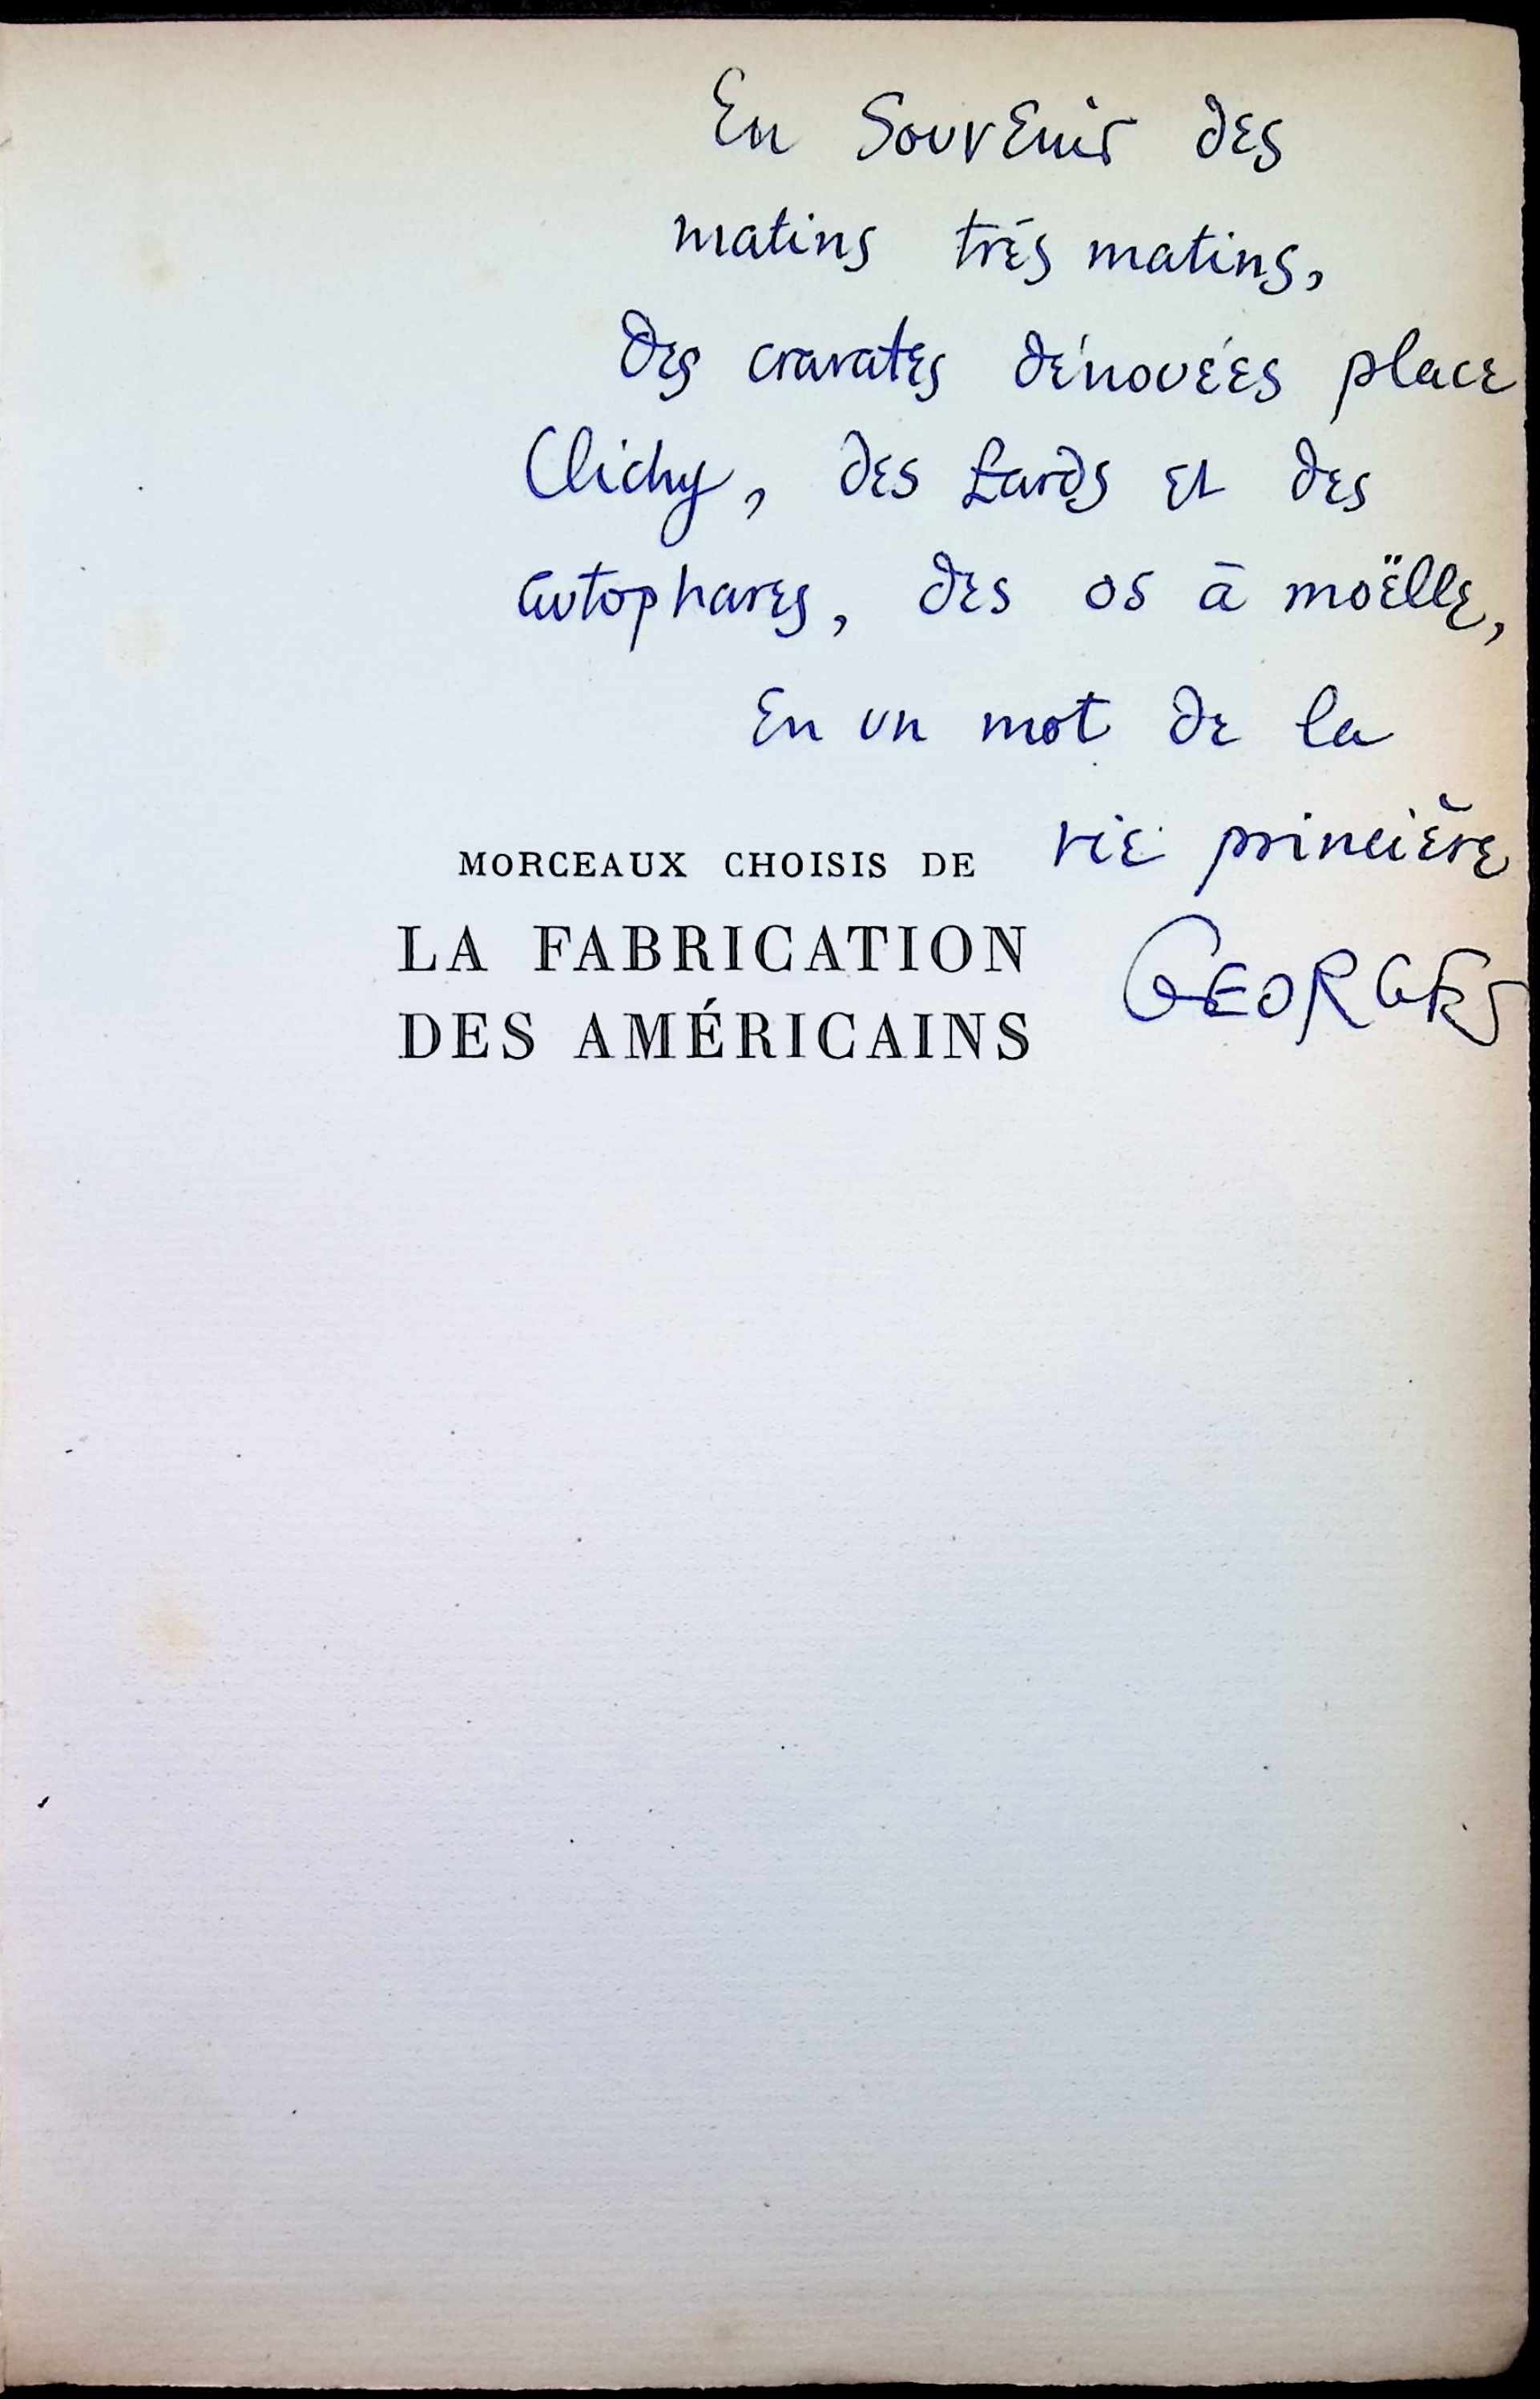 En Souvenir des
matins très matins,
des cravates dénouées place
Clichy, des Lards et des
autophares, des os à moëlle,
En un mot de la
vie princière
MORCEAUX CHOISIS DE
LA FABRICATION
DES AMÉRICAINS
GEORGES